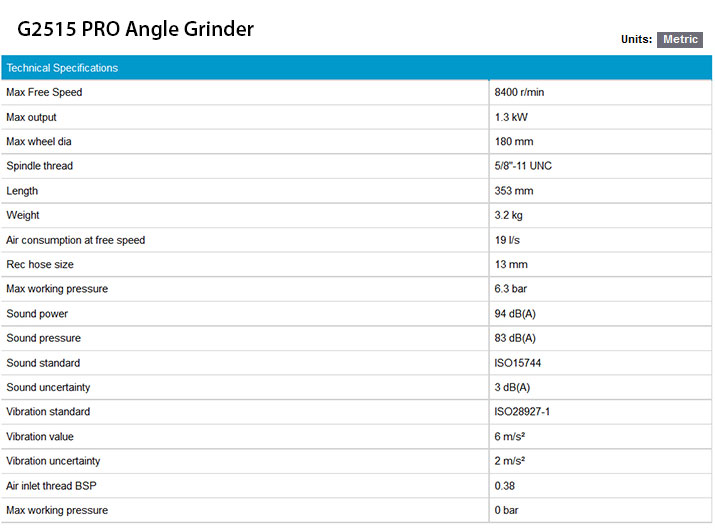 G2515 PRO Angle Grinder
Units: Metric
Technical Specifications
Max Free Speed 8400 r/min
Max output 1.3 kW
Max wheel dia 180 mm
Spindle thread 5/8"-11 UNC
Length 353 mm
Weight 3.2 kg
Air consumption at free speed 19 l/s
Rec hose size 13 mm
Max working pressure 6.3 bar
Sound power 94 dB(A)
Sound pressure 83 dB(A)
Sound standard ISO15744
Sound uncertainty 3 dB(A)
Vibration standard ISO28927-1
Vibration value 6 m/s²
Vibration uncertainty 2 m/s²
Air inlet thread BSP 0.38
Max working pressure 0 bar